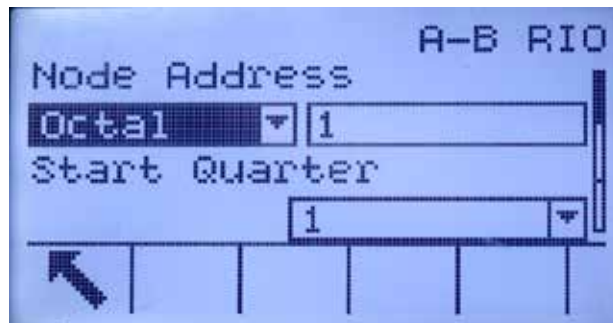 A-B RIO
Node Address
Octal 1
Start Quarter
1